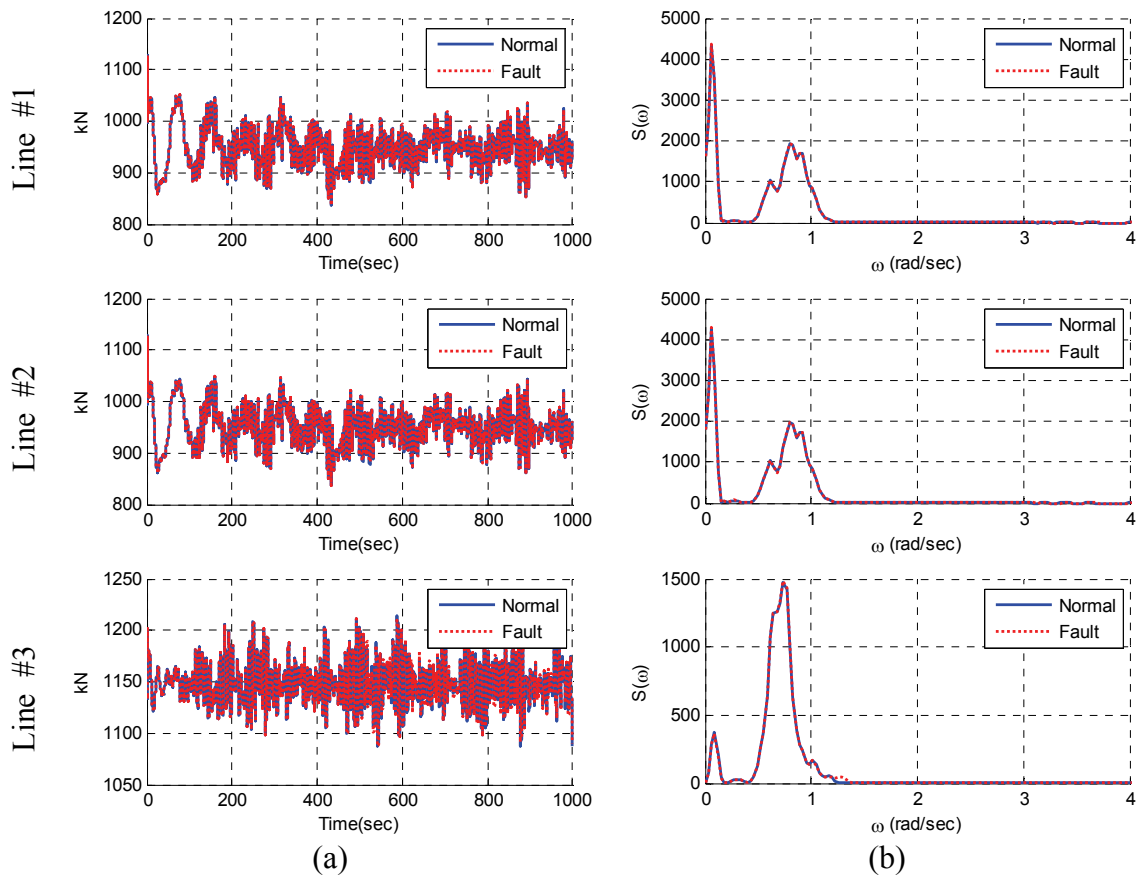 Line #1
1200
1100
1000
900
800
kN
0
200
400
600
800
1000
Time(sec)
Normal
Fault
5000
4000
3000
2000
1000
0
S(ω)
0
1
2
3
4
ω (rad/sec)
Normal
Fault
Line #2
1200
1100
1000
900
800
kN
0
200
400
600
800
1000
Time(sec)
Normal
Fault
5000
4000
3000
2000
1000
0
S(ω)
0
1
2
3
4
ω (rad/sec)
Normal
Fault
Line #3
1250
1200
1150
1100
1050
kN
0
200
400
600
800
1000
Time(sec)
Normal
Fault
1500
1000
500
0
S(ω)
0
1
2
3
4
ω (rad/sec)
Normal
Fault
(a)
(b)